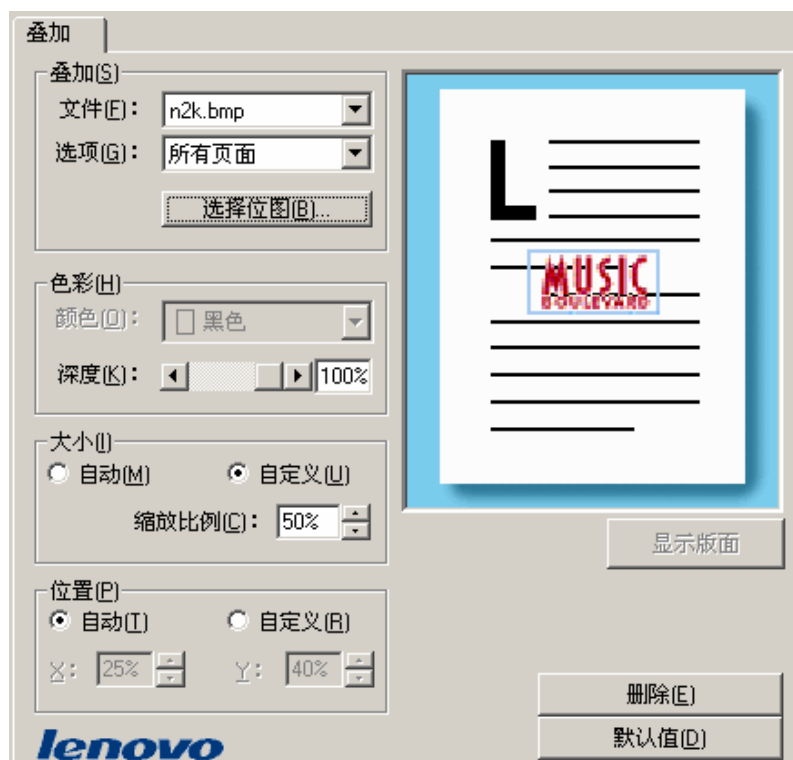 叠加
叠加(S)
文件(F): n2k.bmp
选项(G): 所有页面
选择位图(B)...
色彩(H)
颜色(O): 黑色
深度(K): 100%
大小(I)
自动(M) 自定义(U)
缩放比例(C): 50%
位置(P)
自动(T) 自定义(R)
X: 25% Y: 40%
lenovo
L
MUSIC
BOULEVARD
显示版面
删除(E)
默认值(D)